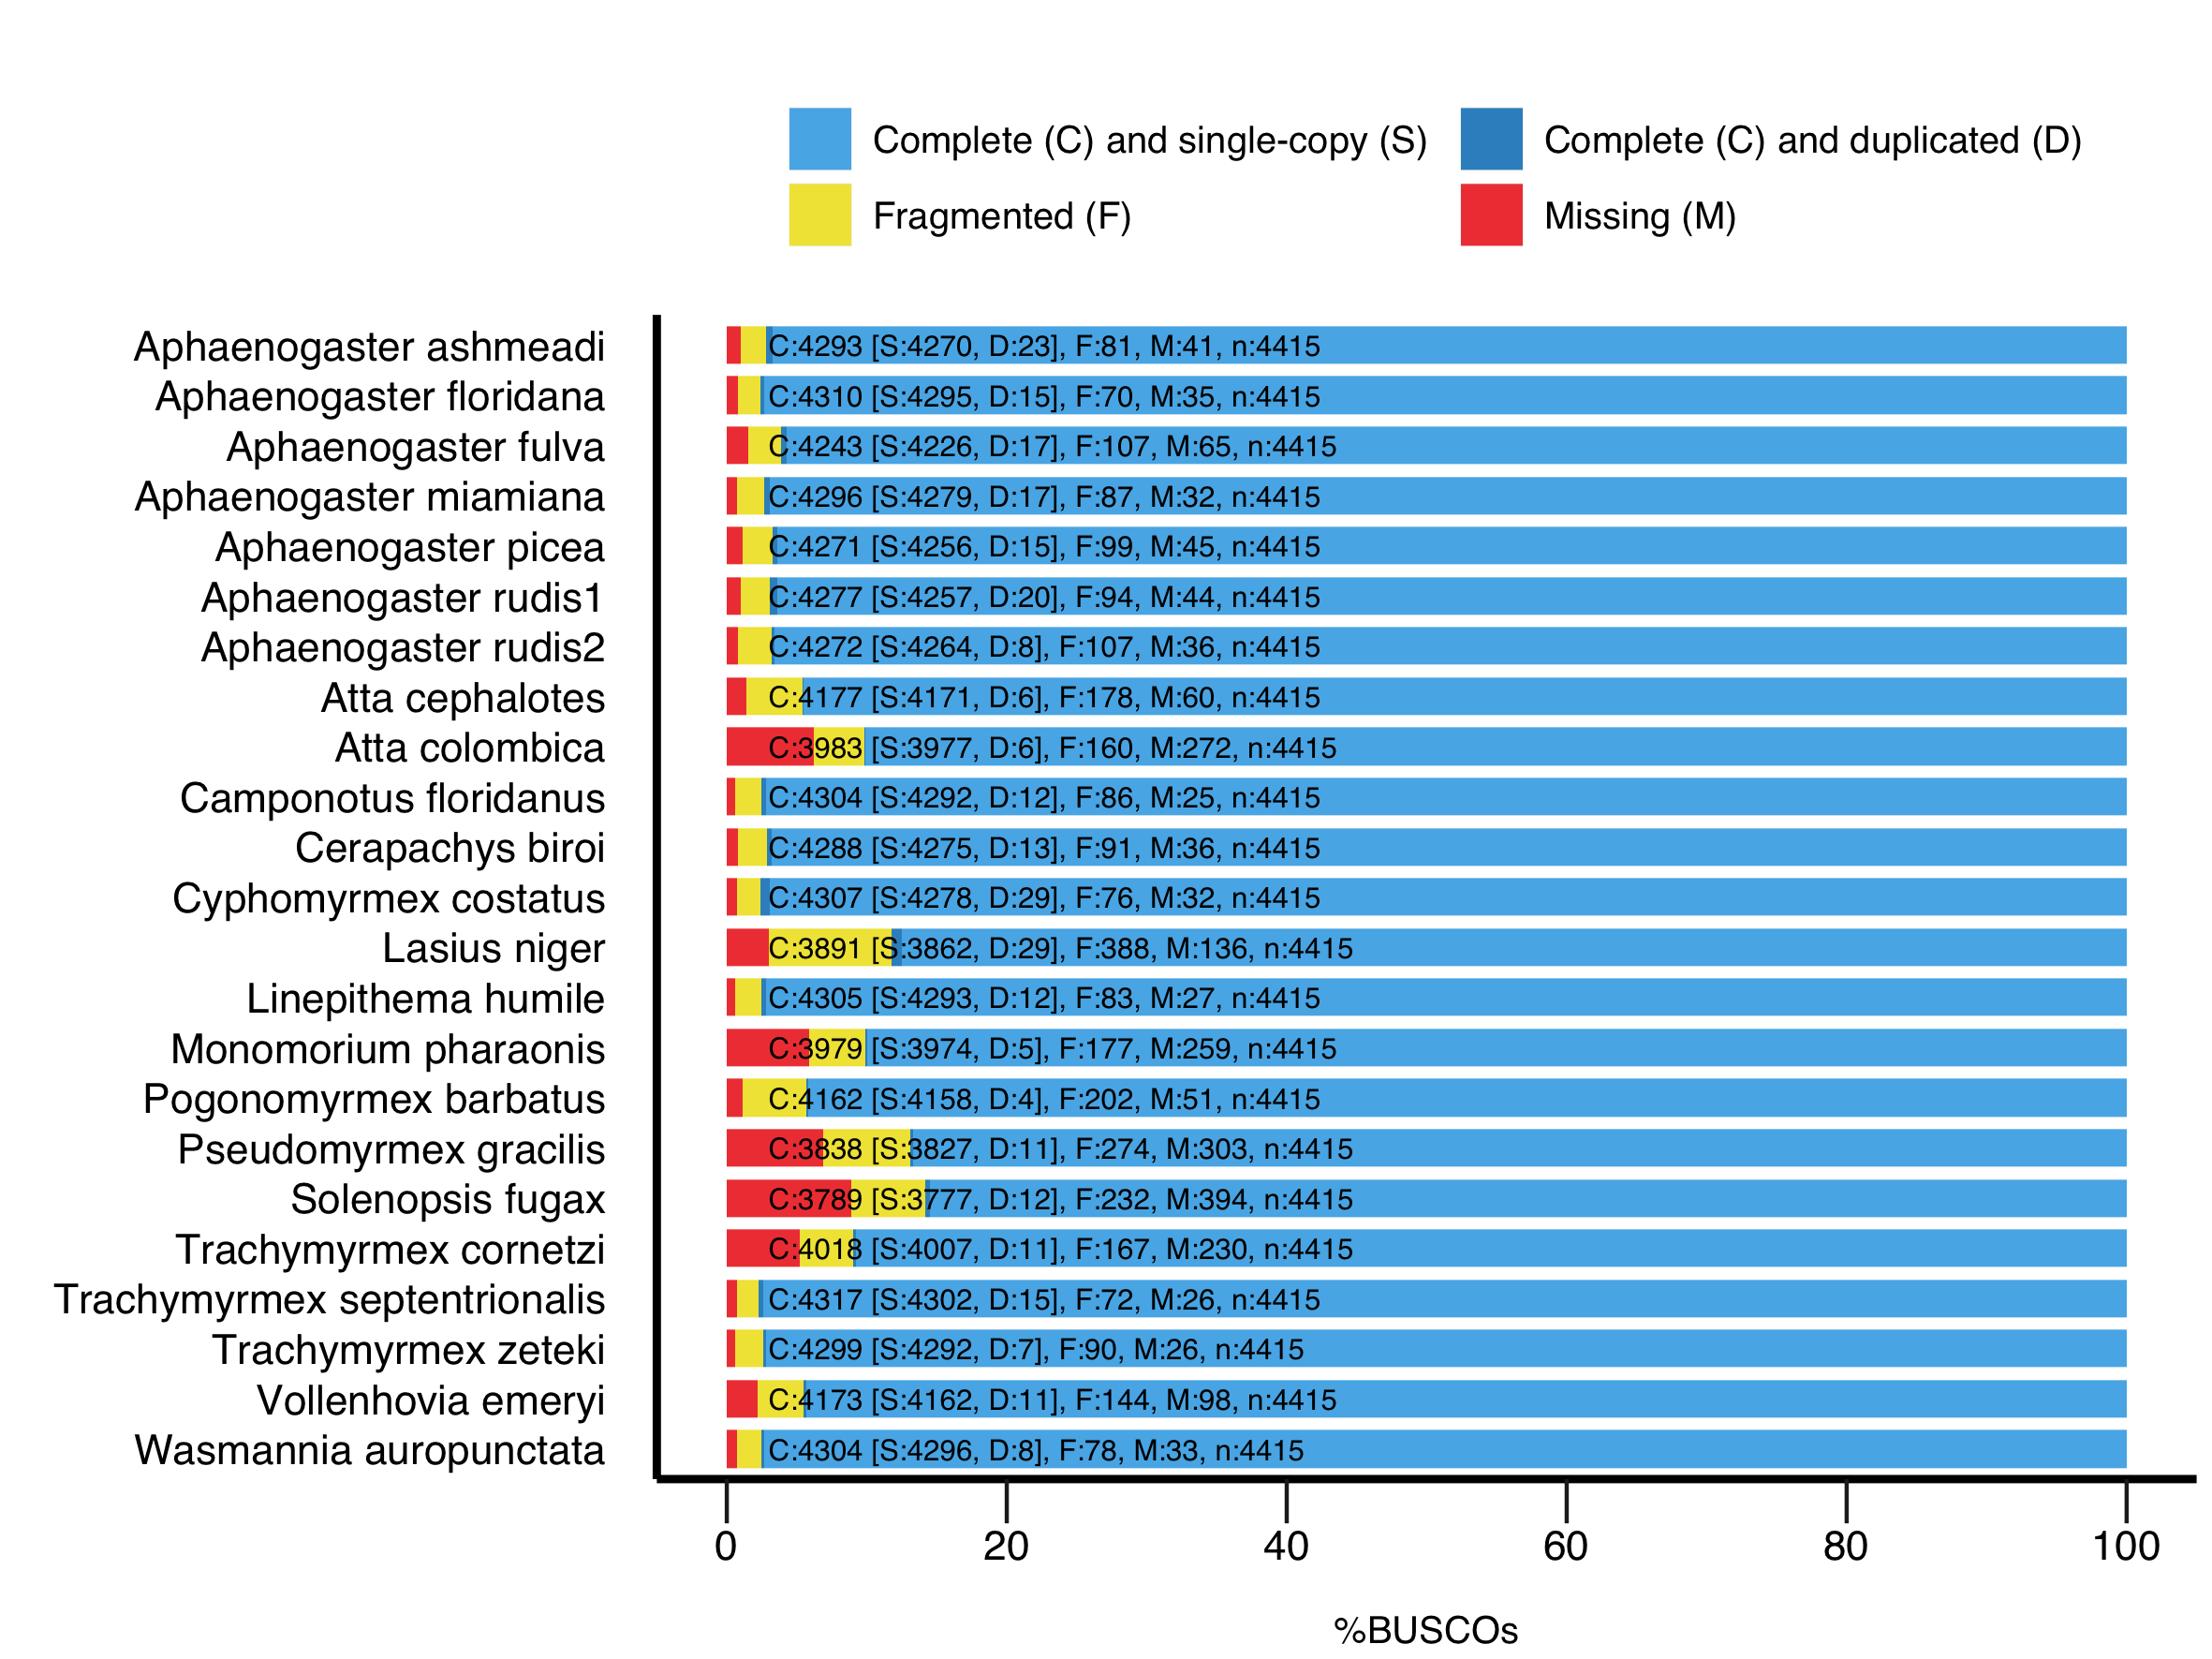 Complete (C) and single-copy (S) Complete (C) and duplicated (D)
Fragmented (F) Missing (M)
Aphaenogaster ashmeadi C:4293 [S:4270, D:23], F:81, M:41, n:4415
Aphaenogaster floridana C:4310 [S:4295, D:15], F:70, M:35, n:4415
Aphaenogaster fulva C:4243 [S:4226, D:17], F:107, M:65, n:4415
Aphaenogaster miamiana C:4296 [S:4279, D:17], F:87, M:32, n:4415
Aphaenogaster picea C:4271 [S:4256, D:15], F:99, M:45, n:4415
Aphaenogaster rudis1 C:4277 [S:4257, D:20], F:94, M:44, n:4415
Aphaenogaster rudis2 C:4272 [S:4264, D:8], F:107, M:36, n:4415
Atta cephalotes C:4177 [S:4171, D:6], F:178, M:60, n:4415
Atta colombica C:3983 [S:3977, D:6], F:160, M:272, n:4415
Camponotus floridanus C:4304 [S:4292, D:12], F:86, M:25, n:4415
Cerapachys biroi C:4288 [S:4275, D:13], F:91, M:36, n:4415
Cyphomyrmex costatus C:4307 [S:4278, D:29], F:76, M:32, n:4415
Lasius niger C:3891 [S:3862, D:29], F:388, M:136, n:4415
Linepithema humile C:4305 [S:4293, D:12], F:83, M:27, n:4415
Monomorium pharaonis C:3979 [S:3974, D:5], F:177, M:259, n:4415
Pogonomyrmex barbatus C:4162 [S:4158, D:4], F:202, M:51, n:4415
Pseudomyrmex gracilis C:3838 [S:3827, D:11], F:274, M:303, n:4415
Solenopsis fugax C:3789 [S:3777, D:12], F:232, M:394, n:4415
Trachymyrmex cornetzi C:4018 [S:4007, D:11], F:167, M:230, n:4415
Trachymyrmex septentrionalis C:4317 [S:4302, D:15], F:72, M:26, n:4415
Trachymyrmex zeteki C:4299 [S:4292, D:7], F:90, M:26, n:4415
Vollenhovia emeryi C:4173 [S:4162, D:11], F:144, M:98, n:4415
Wasmannia auropunctata C:4304 [S:4296, D:8], F:78, M:33, n:4415
0 20 40 60 80 100
%BUSCOs